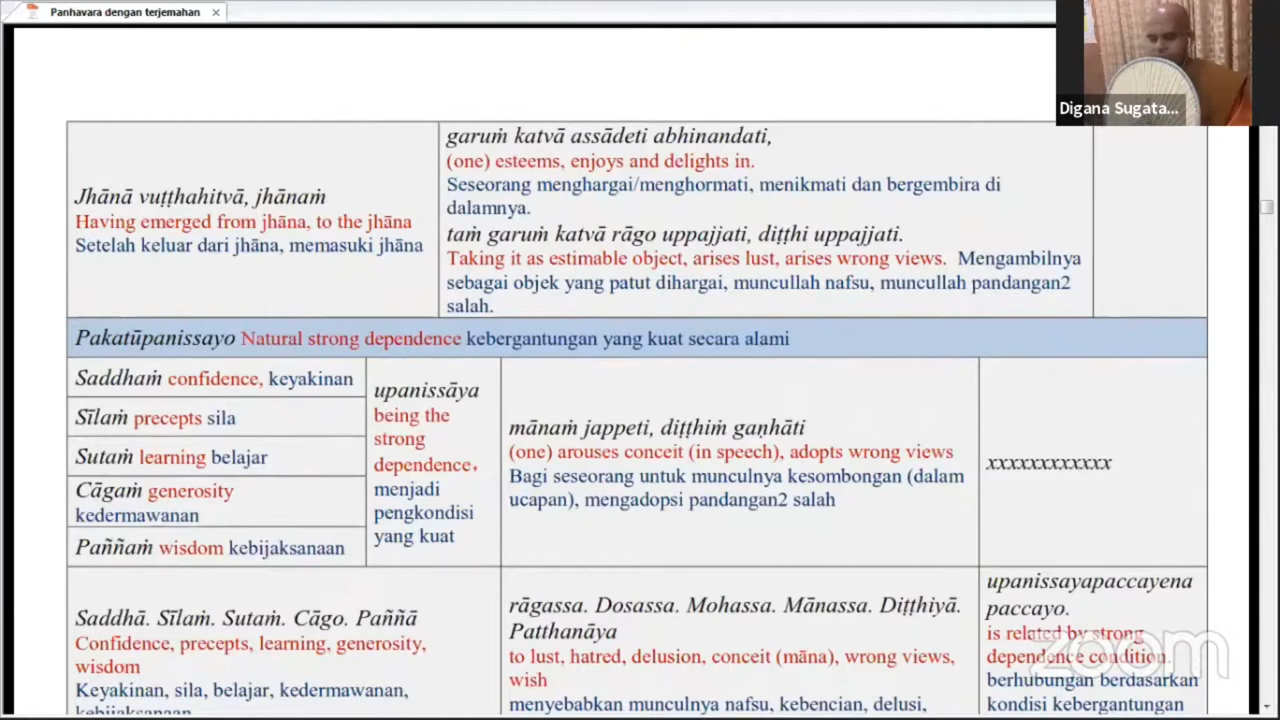 Panhavara dengan terjemahan
Digana Sugata...
Jhānā vuṭṭhahitvā, jhānaṁ
Having emerged from jhāna, to the jhāna
Setelah keluar dari jhāna, memasuki jhāna
garuṁ katvā assādeti abhinandati,
(one) esteems, enjoys and delights in.
Seseorang menghargai/menghormati, menikmati dan bergembira di
dalamnya.
taṁ garuṁ katvā rāgo uppajjati, diṭṭhi uppajjati.
Taking it as estimable object, arises lust, arises wrong views. Mengambilnya
sebagai objek yang patut dihargai, muncullah nafsu, muncullah pandangan2
salah.
Pakatūpanissayo Natural strong dependence kebergantungan yang kuat secara alami
Saddhaṁ confidence, keyakinan
Sīlaṁ precepts sila
Sutaṁ learning belajar
Cāgaṁ generosity
kedermawanan
Paññaṁ wisdom kebijaksanaan
upanissāya
being the
strong
dependence,
menjadi
pengkondisi
yang kuat
mānaṁ jappeti, diṭṭhiṁ gaṇhāti
(one) arouses conceit (in speech), adopts wrong views
Bagi seseorang untuk munculnya kesombongan (dalam
ucapan), mengadopsi pandangan2 salah
xxxxxxxxxxxx
Saddhā. Sīlaṁ. Sutaṁ. Cāgo. Paññā
Confidence, precepts, learning, generosity,
wisdom
Keyakinan, sila, belajar, kedermawanan,
kebijaksanaan
rāgassa. Dosassa. Mohassa. Mānassa. Diṭṭhiyā.
Patthanāya
to lust, hatred, delusion, conceit (māna), wrong views,
wish
menyebabkan munculnya nafsu, kebencian, delusi,
upanissayapaccayena
paccayo.
is related by strong
dependence condition.
berhubungan berdasarkan
kondisi kebergantungan
zoom